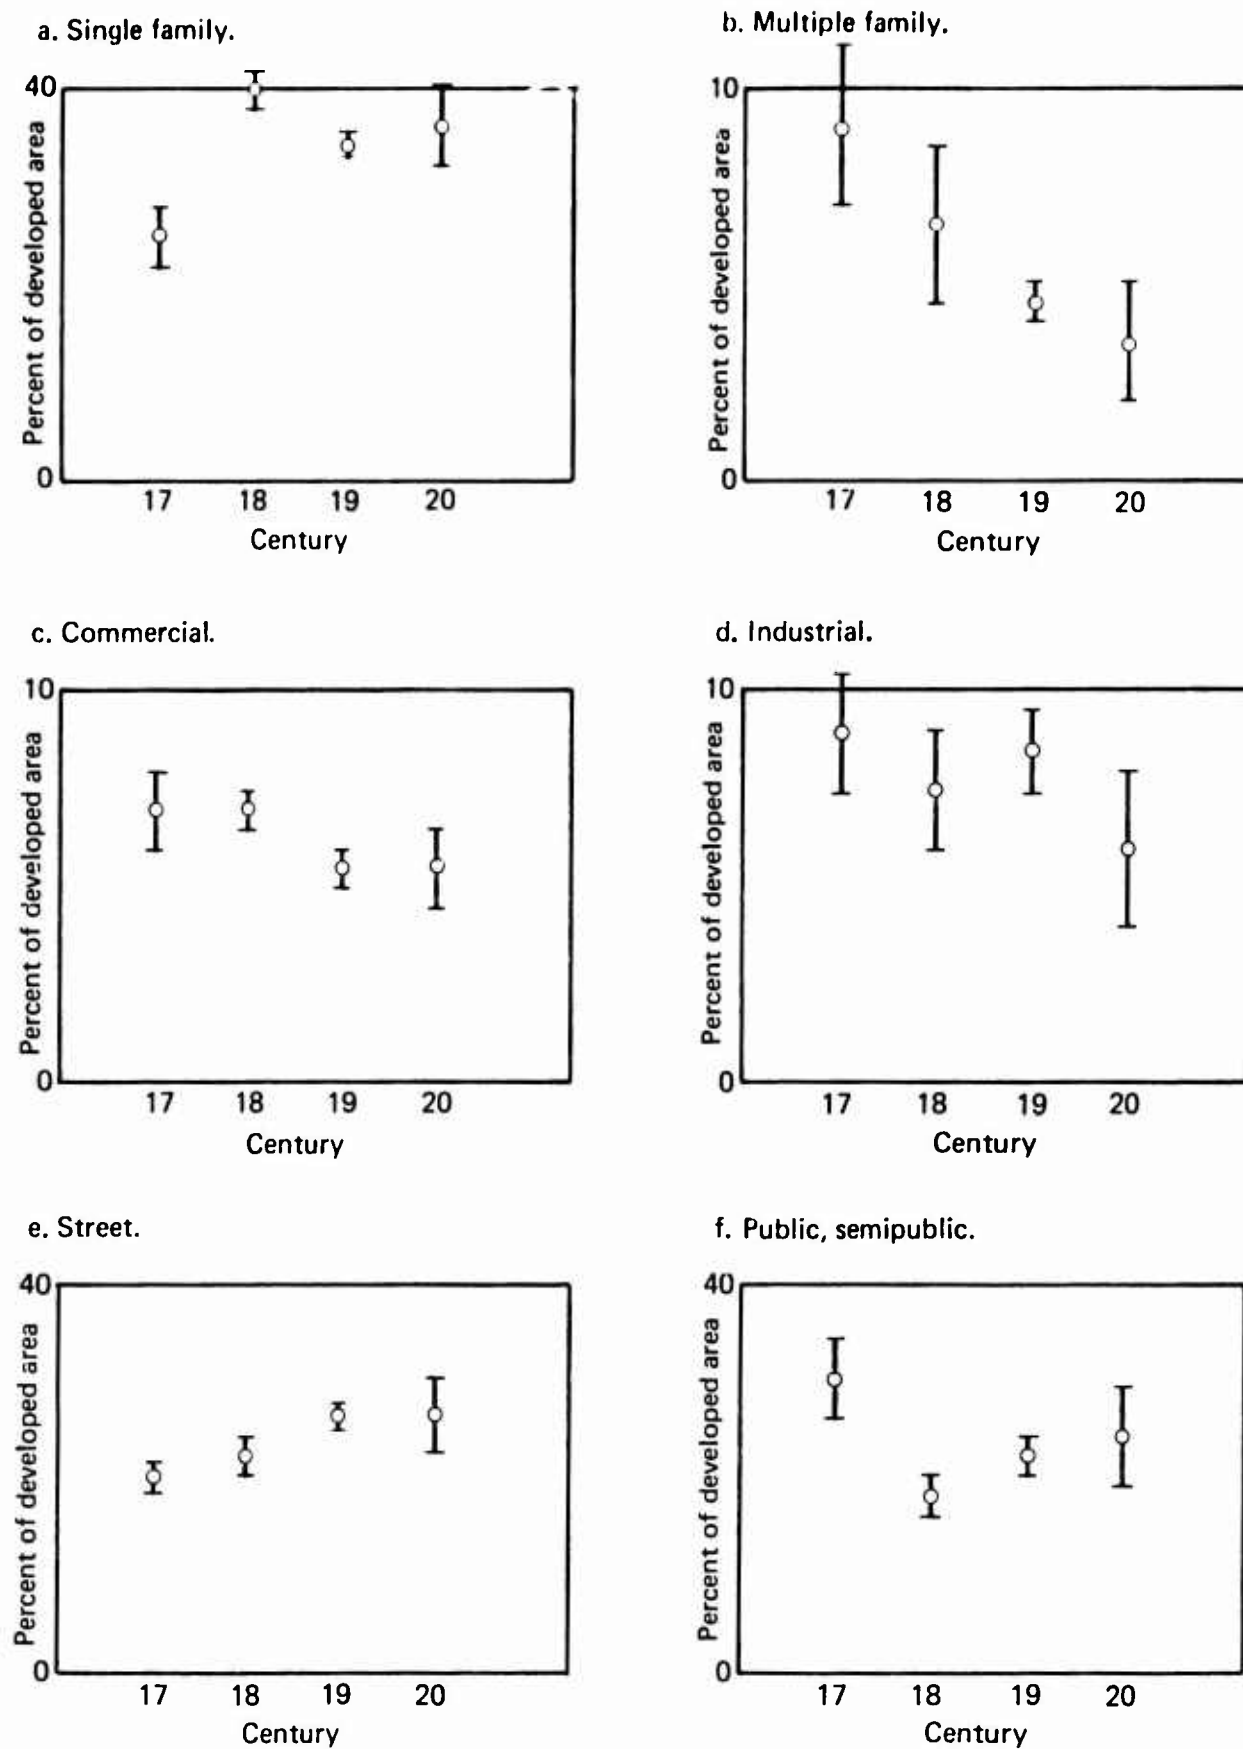 a. Single family.
40
Percent of developed area
0
17 18 19 20
Century
b. Multiple family.
10
Percent of developed area
0
17 18 19 20
Century
c. Commercial.
10
Percent of developed area
0
17 18 19 20
Century
d. Industrial.
10
Percent of developed area
0
17 18 19 20
Century
e. Street.
40
Percent of developed area
0
17 18 19 20
Century
f. Public, semipublic.
40
Percent of developed area
0
17 18 19 20
Century